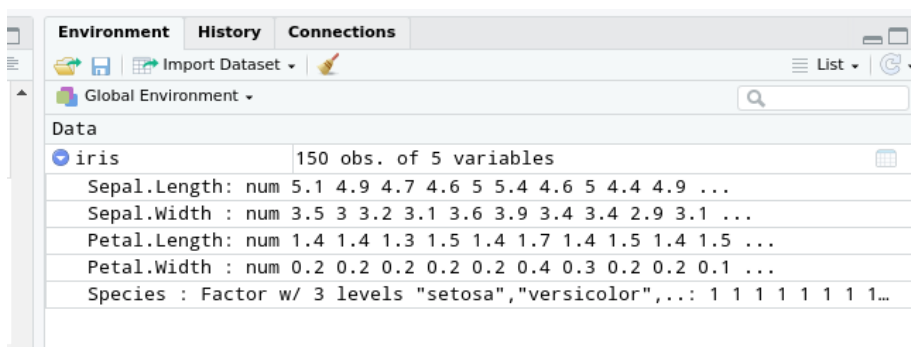 Environment History Connections
Import Dataset List
Global Environment
Data
iris 150 obs. of 5 variables
Sepal.Length: num 5.1 4.9 4.7 4.6 5 5.4 4.6 5 4.4 4.9 ...
Sepal.Width : num 3.5 3 3.2 3.1 3.6 3.9 3.4 3.4 2.9 3.1 ...
Petal.Length: num 1.4 1.4 1.3 1.5 1.4 1.7 1.4 1.5 1.4 1.5 ...
Petal.Width : num 0.2 0.2 0.2 0.2 0.2 0.4 0.3 0.2 0.2 0.1 ...
Species : Factor w/ 3 levels "setosa","versicolor",..: 1 1 1 1 1 1 1 1…